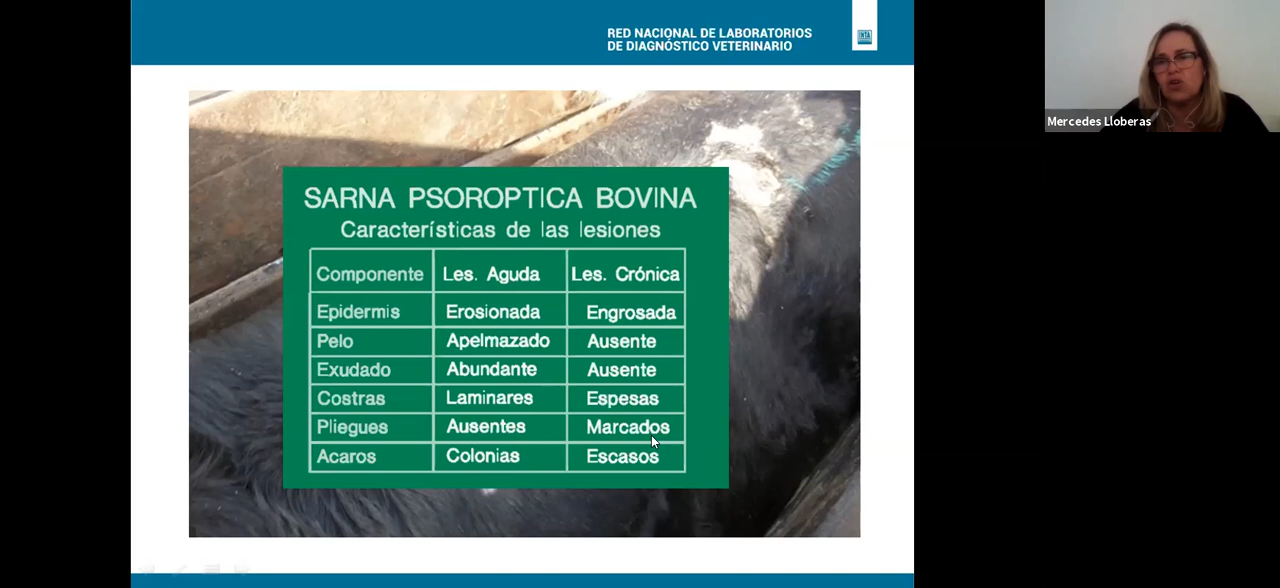 RED NACIONAL DE LABORATORIOS
DE DIAGNÓSTICO VETERINARIO
INTA
Mercedes Lloberas
SARNA PSOROPTICA BOVINA
Características de las lesiones
Componente Les. Aguda Les. Crónica
Epidermis Erosionada Engrosada
Pelo Apelmazado Ausente
Exudado Abundante Ausente
Costras Laminares Espesas
Pliegues Ausentes Marcados
Acaros Colonias Escasos